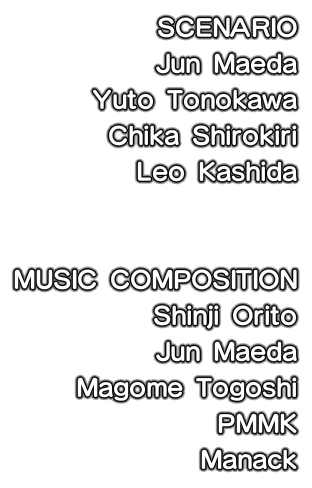 SCENARIO
Jun Maeda
Yuto Tonokawa
Chika Shirokiri
Leo Kashida
MUSIC COMPOSITION
Shinji Orito
Jun Maeda
Magome Togoshi
PMMK
Manack